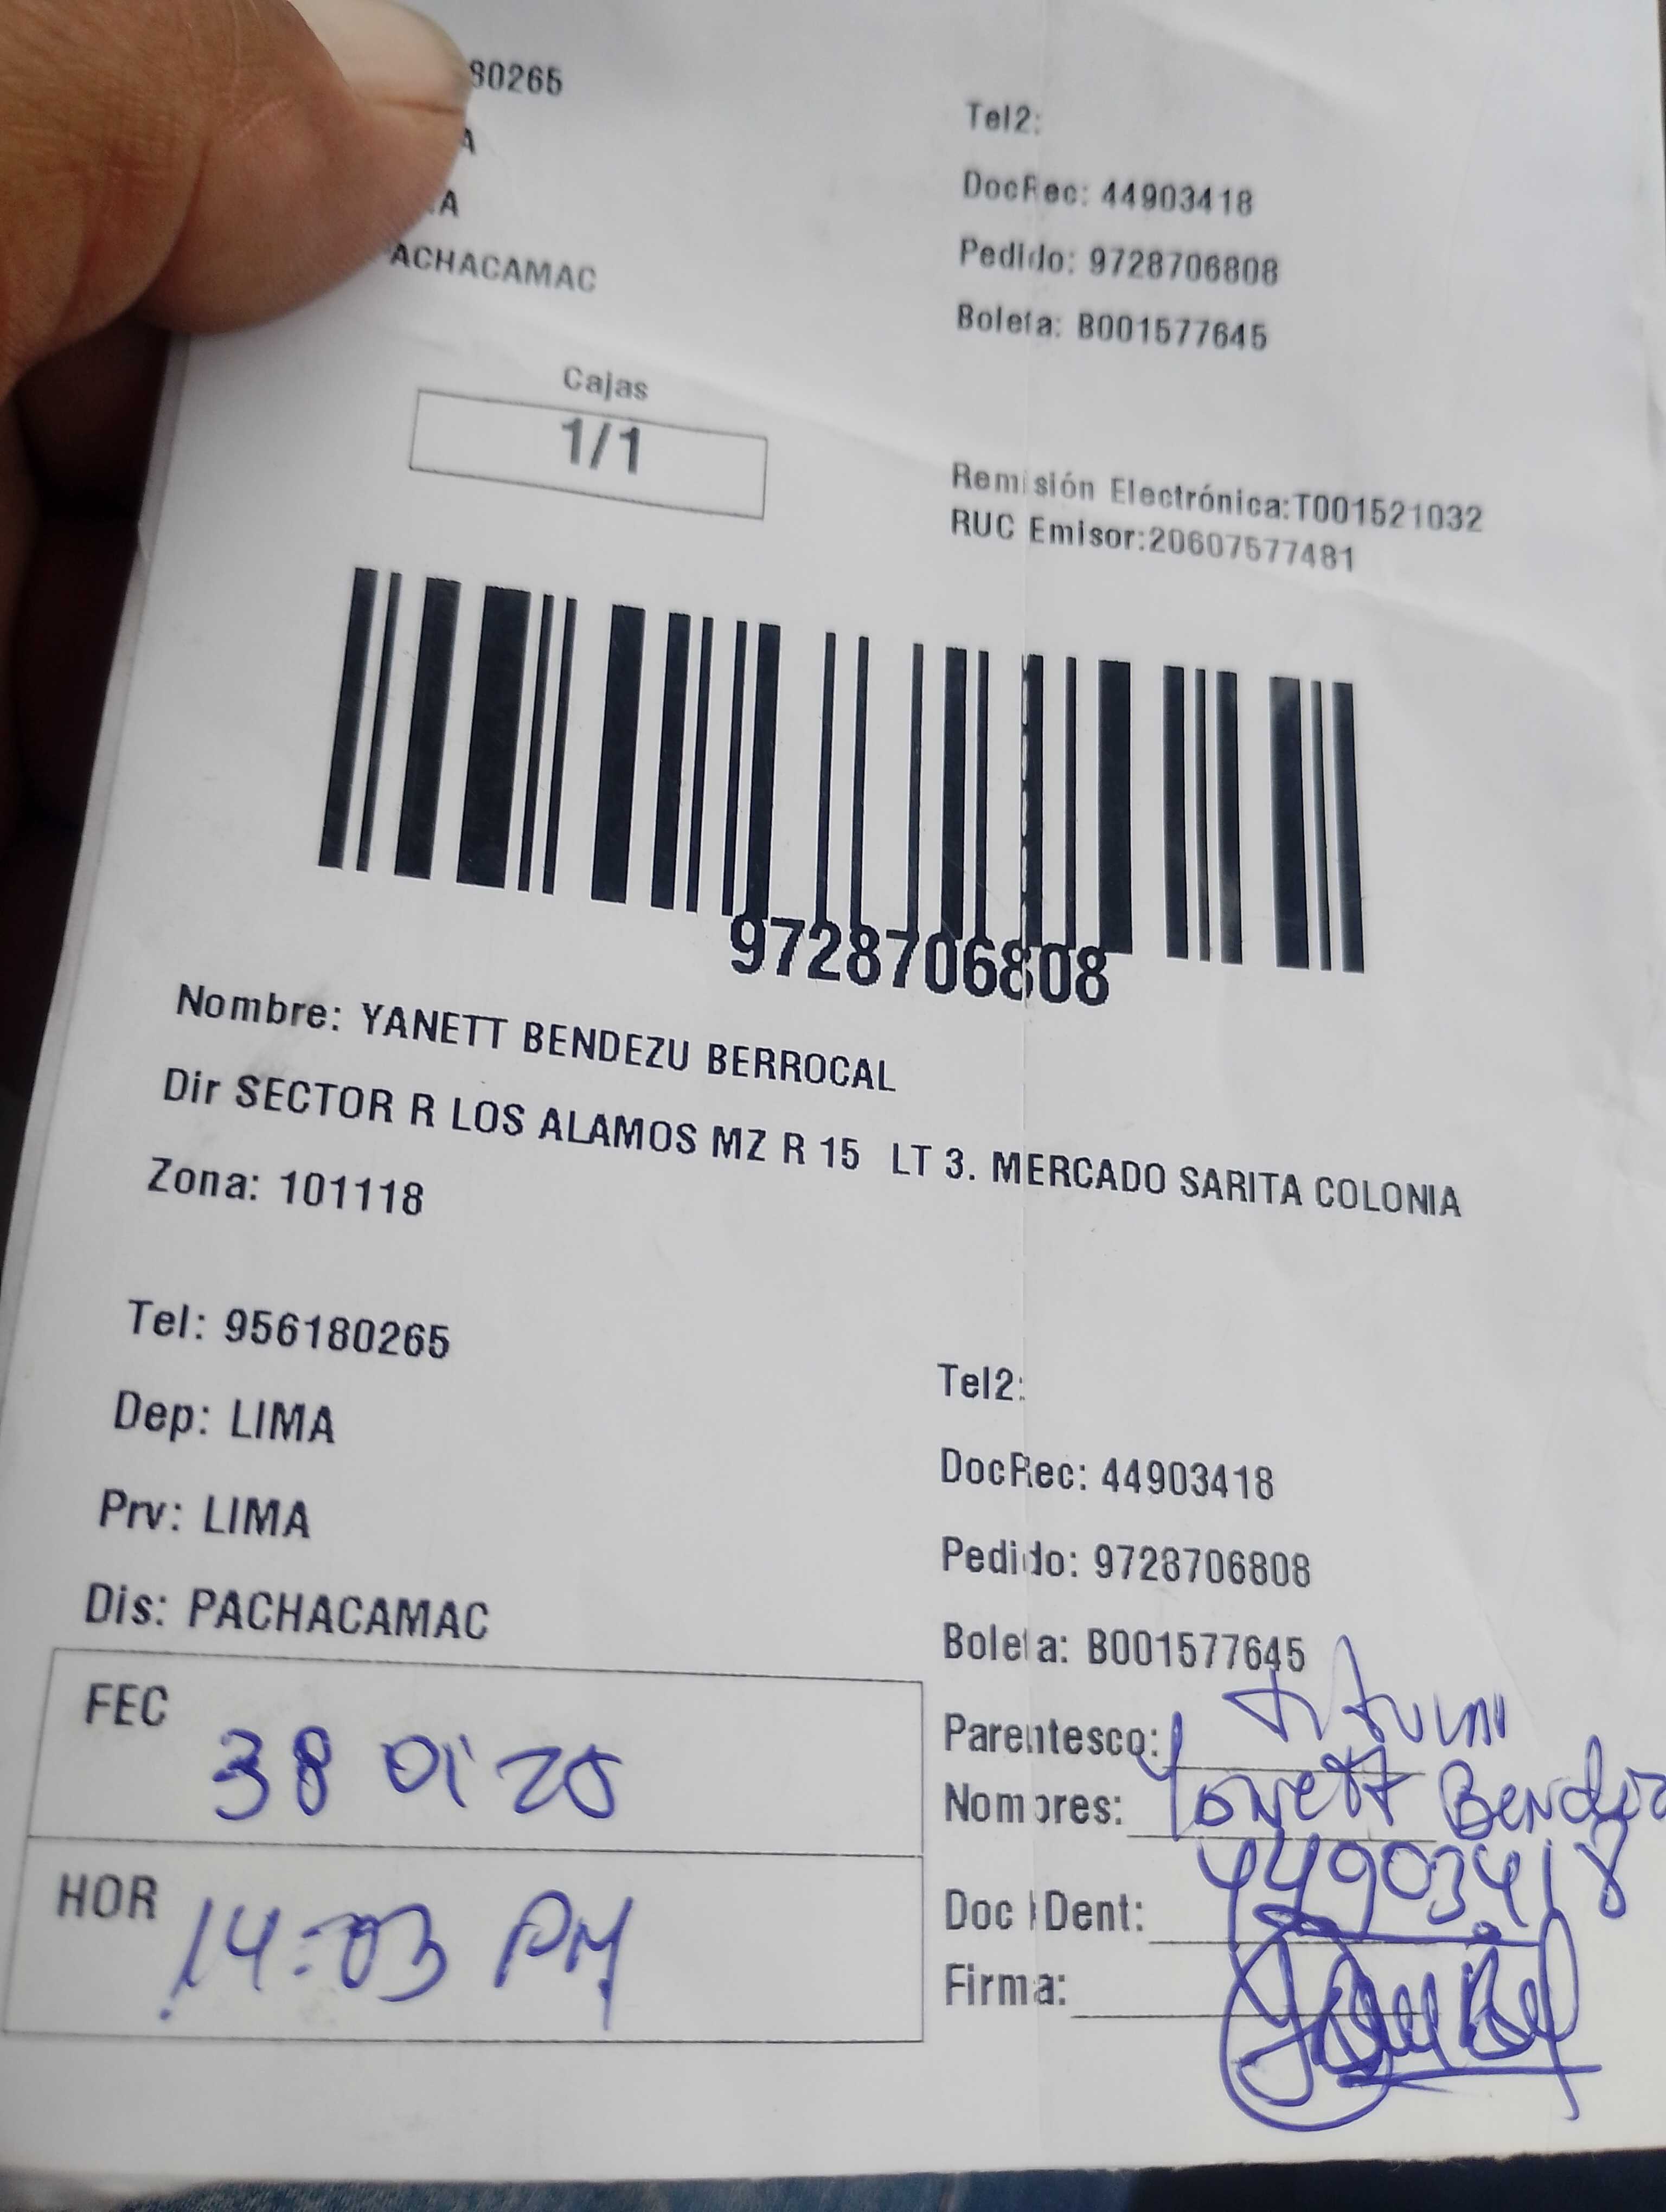 80265
Tel2:
A
DocRec: 44903418
A
Pedido: 9728706808
ACHACAMAC
Boleta: B001577645
Cajas
1/1
Remisión Electrónica:T001521032
RUC Emisor:20607577481
9728706808
Nombre: YANETT BENDEZU BERROCAL
Dir SECTOR R LOS ALAMOS MZ R 15 LT 3. MERCADO SARITA COLONIA
Zona: 101118
Tel: 956180265
Tel2:
Dep: LIMA
DocRec: 44903418
Prv: LIMA
Pedido: 9728706808
Dis: PACHACAMAC
Boleta: B001577645
FEC 38 01 25
Parentesco:
Nombres: Yanett
HOR 14:03 PM
Doc IDent: 44903418
Firma: